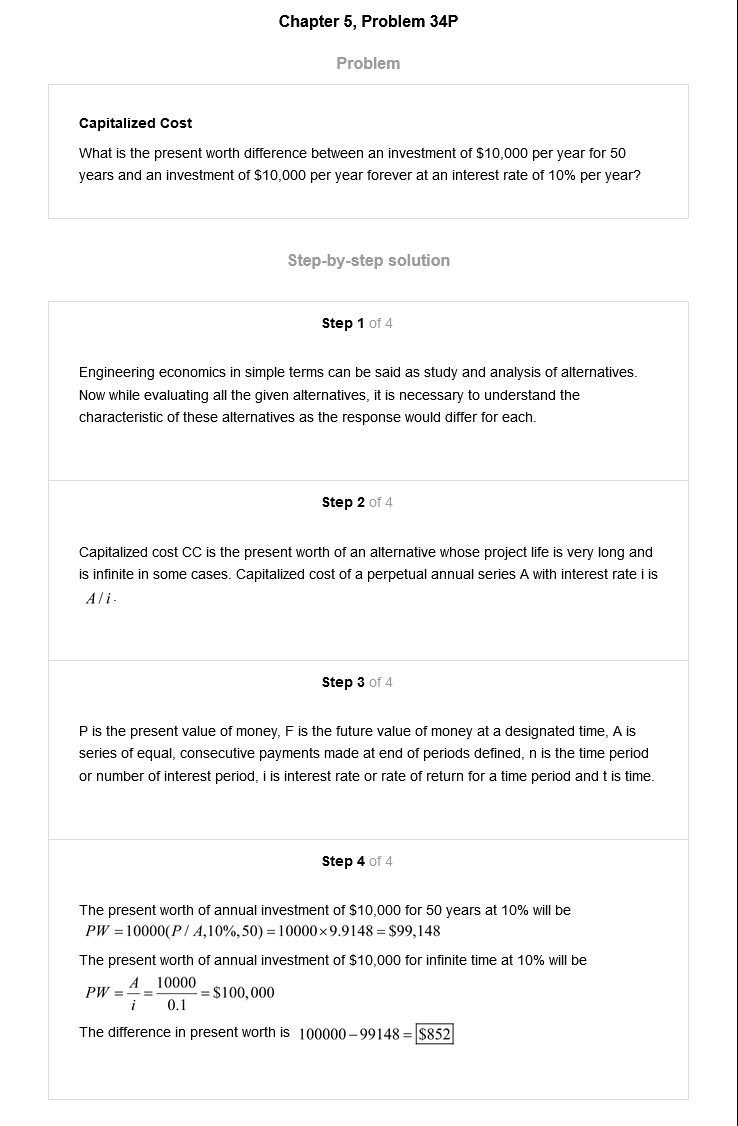 Chapter 5, Problem 34P
Problem
Capitalized Cost
What is the present worth difference between an investment of $10,000 per year for 50
years and an investment of $10,000 per year forever at an interest rate of 10% per year?
Step-by-step solution
Step 1 of 4
Engineering economics in simple terms can be said as study and analysis of alternatives.
Now while evaluating all the given alternatives, it is necessary to understand the
characteristic of these alternatives as the response would differ for each.
Step 2 of 4
Capitalized cost CC is the present worth of an alternative whose project life is very long and
is infinite in some cases. Capitalized cost of a perpetual annual series A with interest rate i is
A/i.
Step 3 of 4
P is the present value of money, F is the future value of money at a designated time, A is
series of equal, consecutive payments made at end of periods defined, n is the time period
or number of interest period, i is interest rate or rate of return for a time period and t is time.
Step 4 of 4
The present worth of annual investment of $10,000 for 50 years at 10% will be
PW = 10000(P / A,10%,50) = 10000×9.9148 = $99,148
The present worth of annual investment of $10,000 for infinite time at 10% will be
PW = A/i = 10000/0.1 = $100,000
The difference in present worth is 100000−99148 = $852